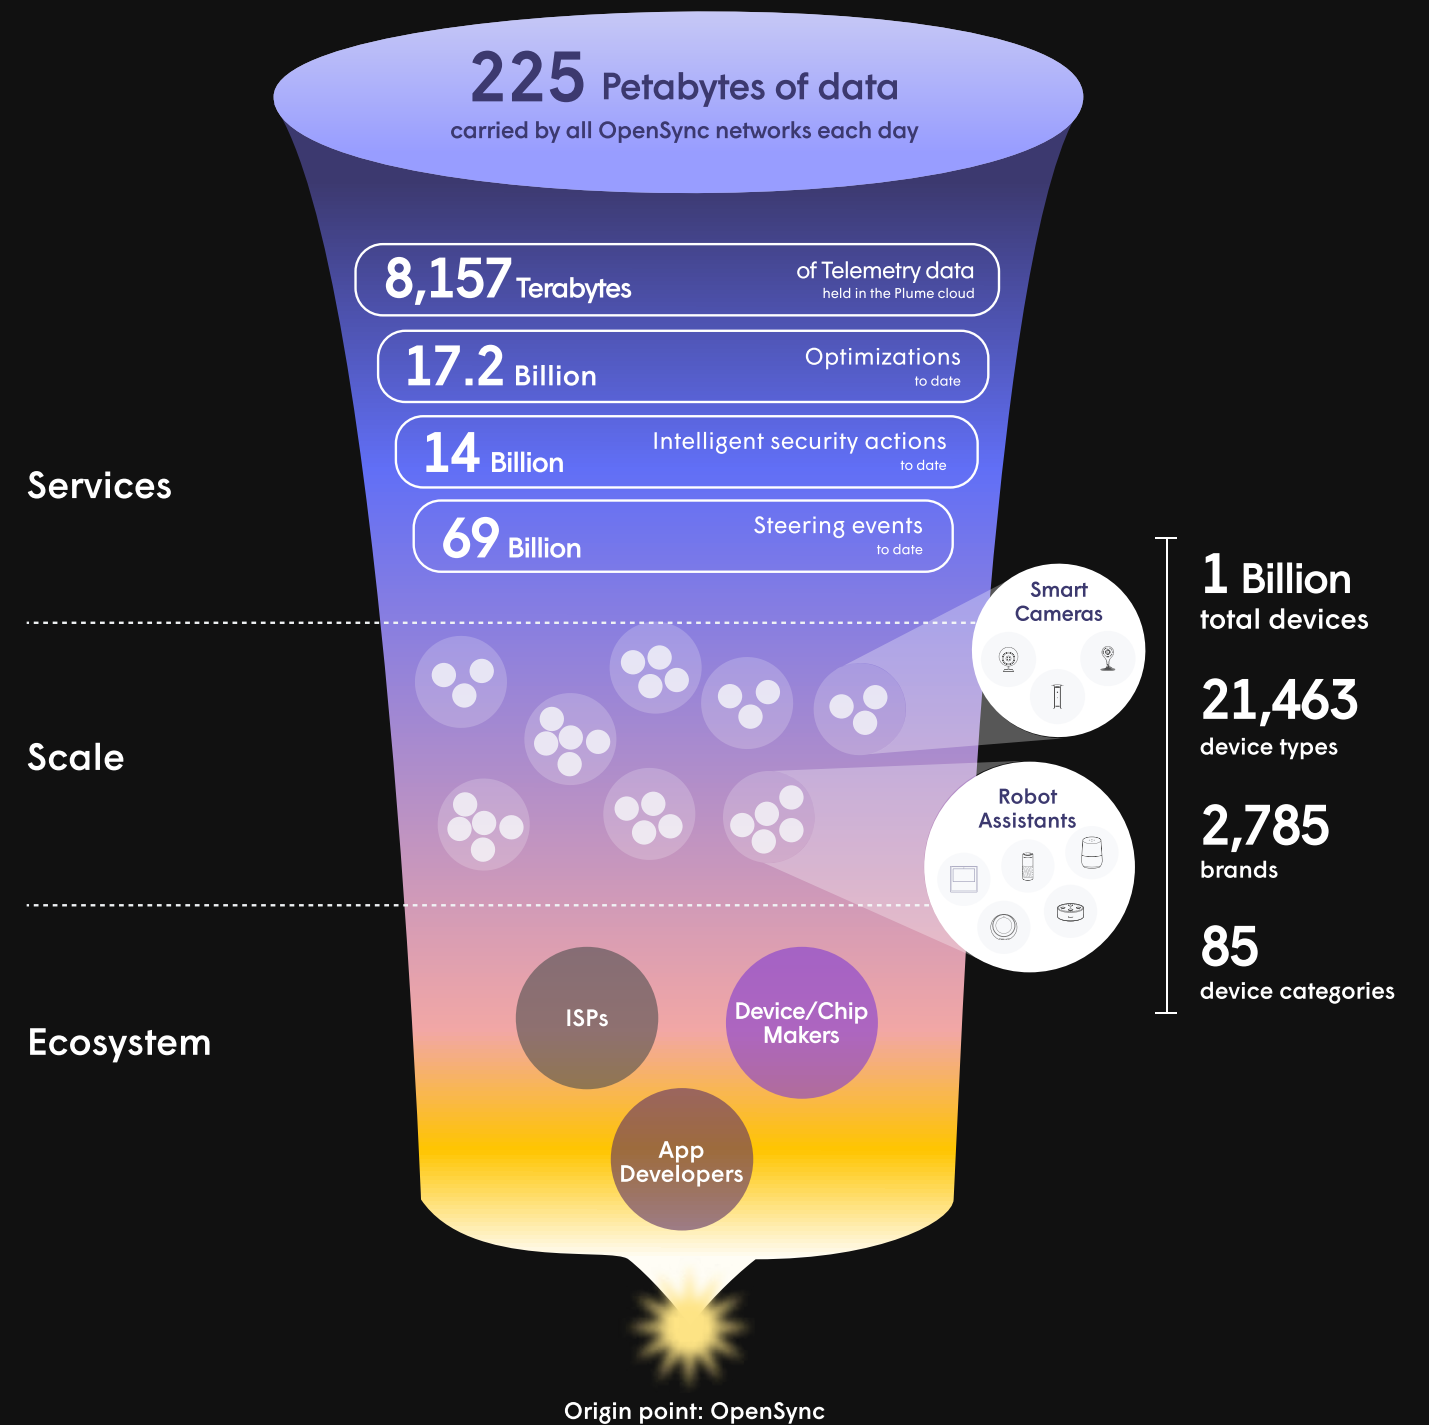 225 Petabytes of data
carried by all OpenSync networks each day
8,157 Terabytes
of Telemetry data
held in the Plume cloud
17.2 Billion
Optimizations
to date
14 Billion
Intelligent security actions
to date
69 Billion
Steering events
to date
Services
Scale
Ecosystem
Smart
Cameras
Robot
Assistants
1 Billion
total devices
21,463
device types
2,785
brands
85
device categories
ISPs
Device/Chip
Makers
App
Developers
Origin point: OpenSync